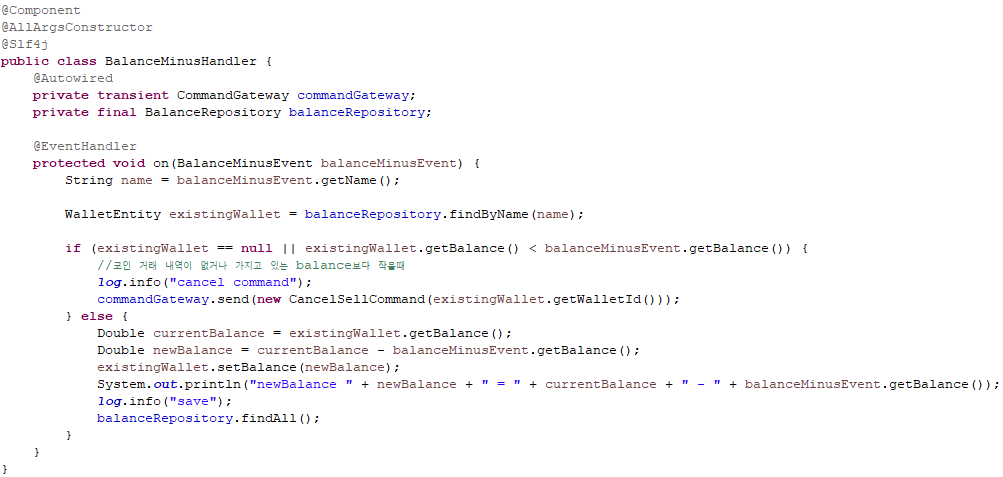 @Component
@AllArgsConstructor
@Slf4j
public class BalanceMinusHandler {
@Autowired
private transient CommandGateway commandGateway;
private final BalanceRepository balanceRepository;
@EventHandler
protected void on(BalanceMinusEvent balanceMinusEvent) {
String name = balanceMinusEvent.getName();
WalletEntity existingWallet = balanceRepository.findByName(name);
if (existingWallet == null || existingWallet.getBalance() < balanceMinusEvent.getBalance()) {
//코인 거래 내역이 없거나 가지고 있는 balance보다 작을때
log.info("cancel command");
commandGateway.send(new CancelSellCommand(existingWallet.getWalletId()));
} else {
Double currentBalance = existingWallet.getBalance();
Double newBalance = currentBalance - balanceMinusEvent.getBalance();
existingWallet.setBalance(newBalance);
System.out.println("newBalance " + newBalance + " = " + currentBalance + " - " + balanceMinusEvent.getBalance());
log.info("save");
balanceRepository.findAll();
}
}
}